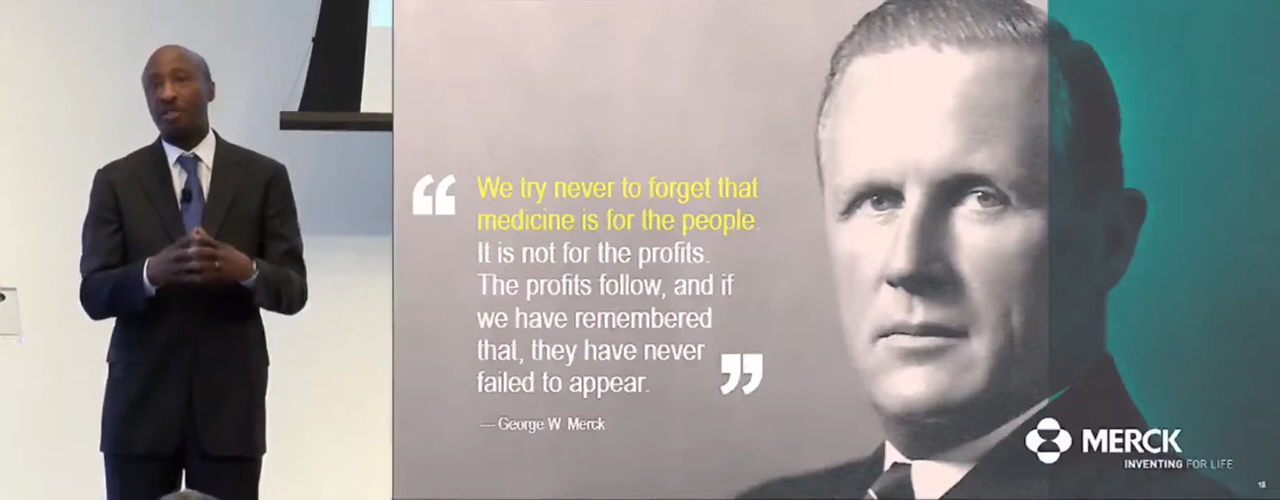 “ We try never to forget that
medicine is for the people.
It is not for the profits.
The profits follow, and if
we have remembered
that, they have never
failed to appear. ”
— George W. Merck
MERCK
INVENTING FOR LIFE
18